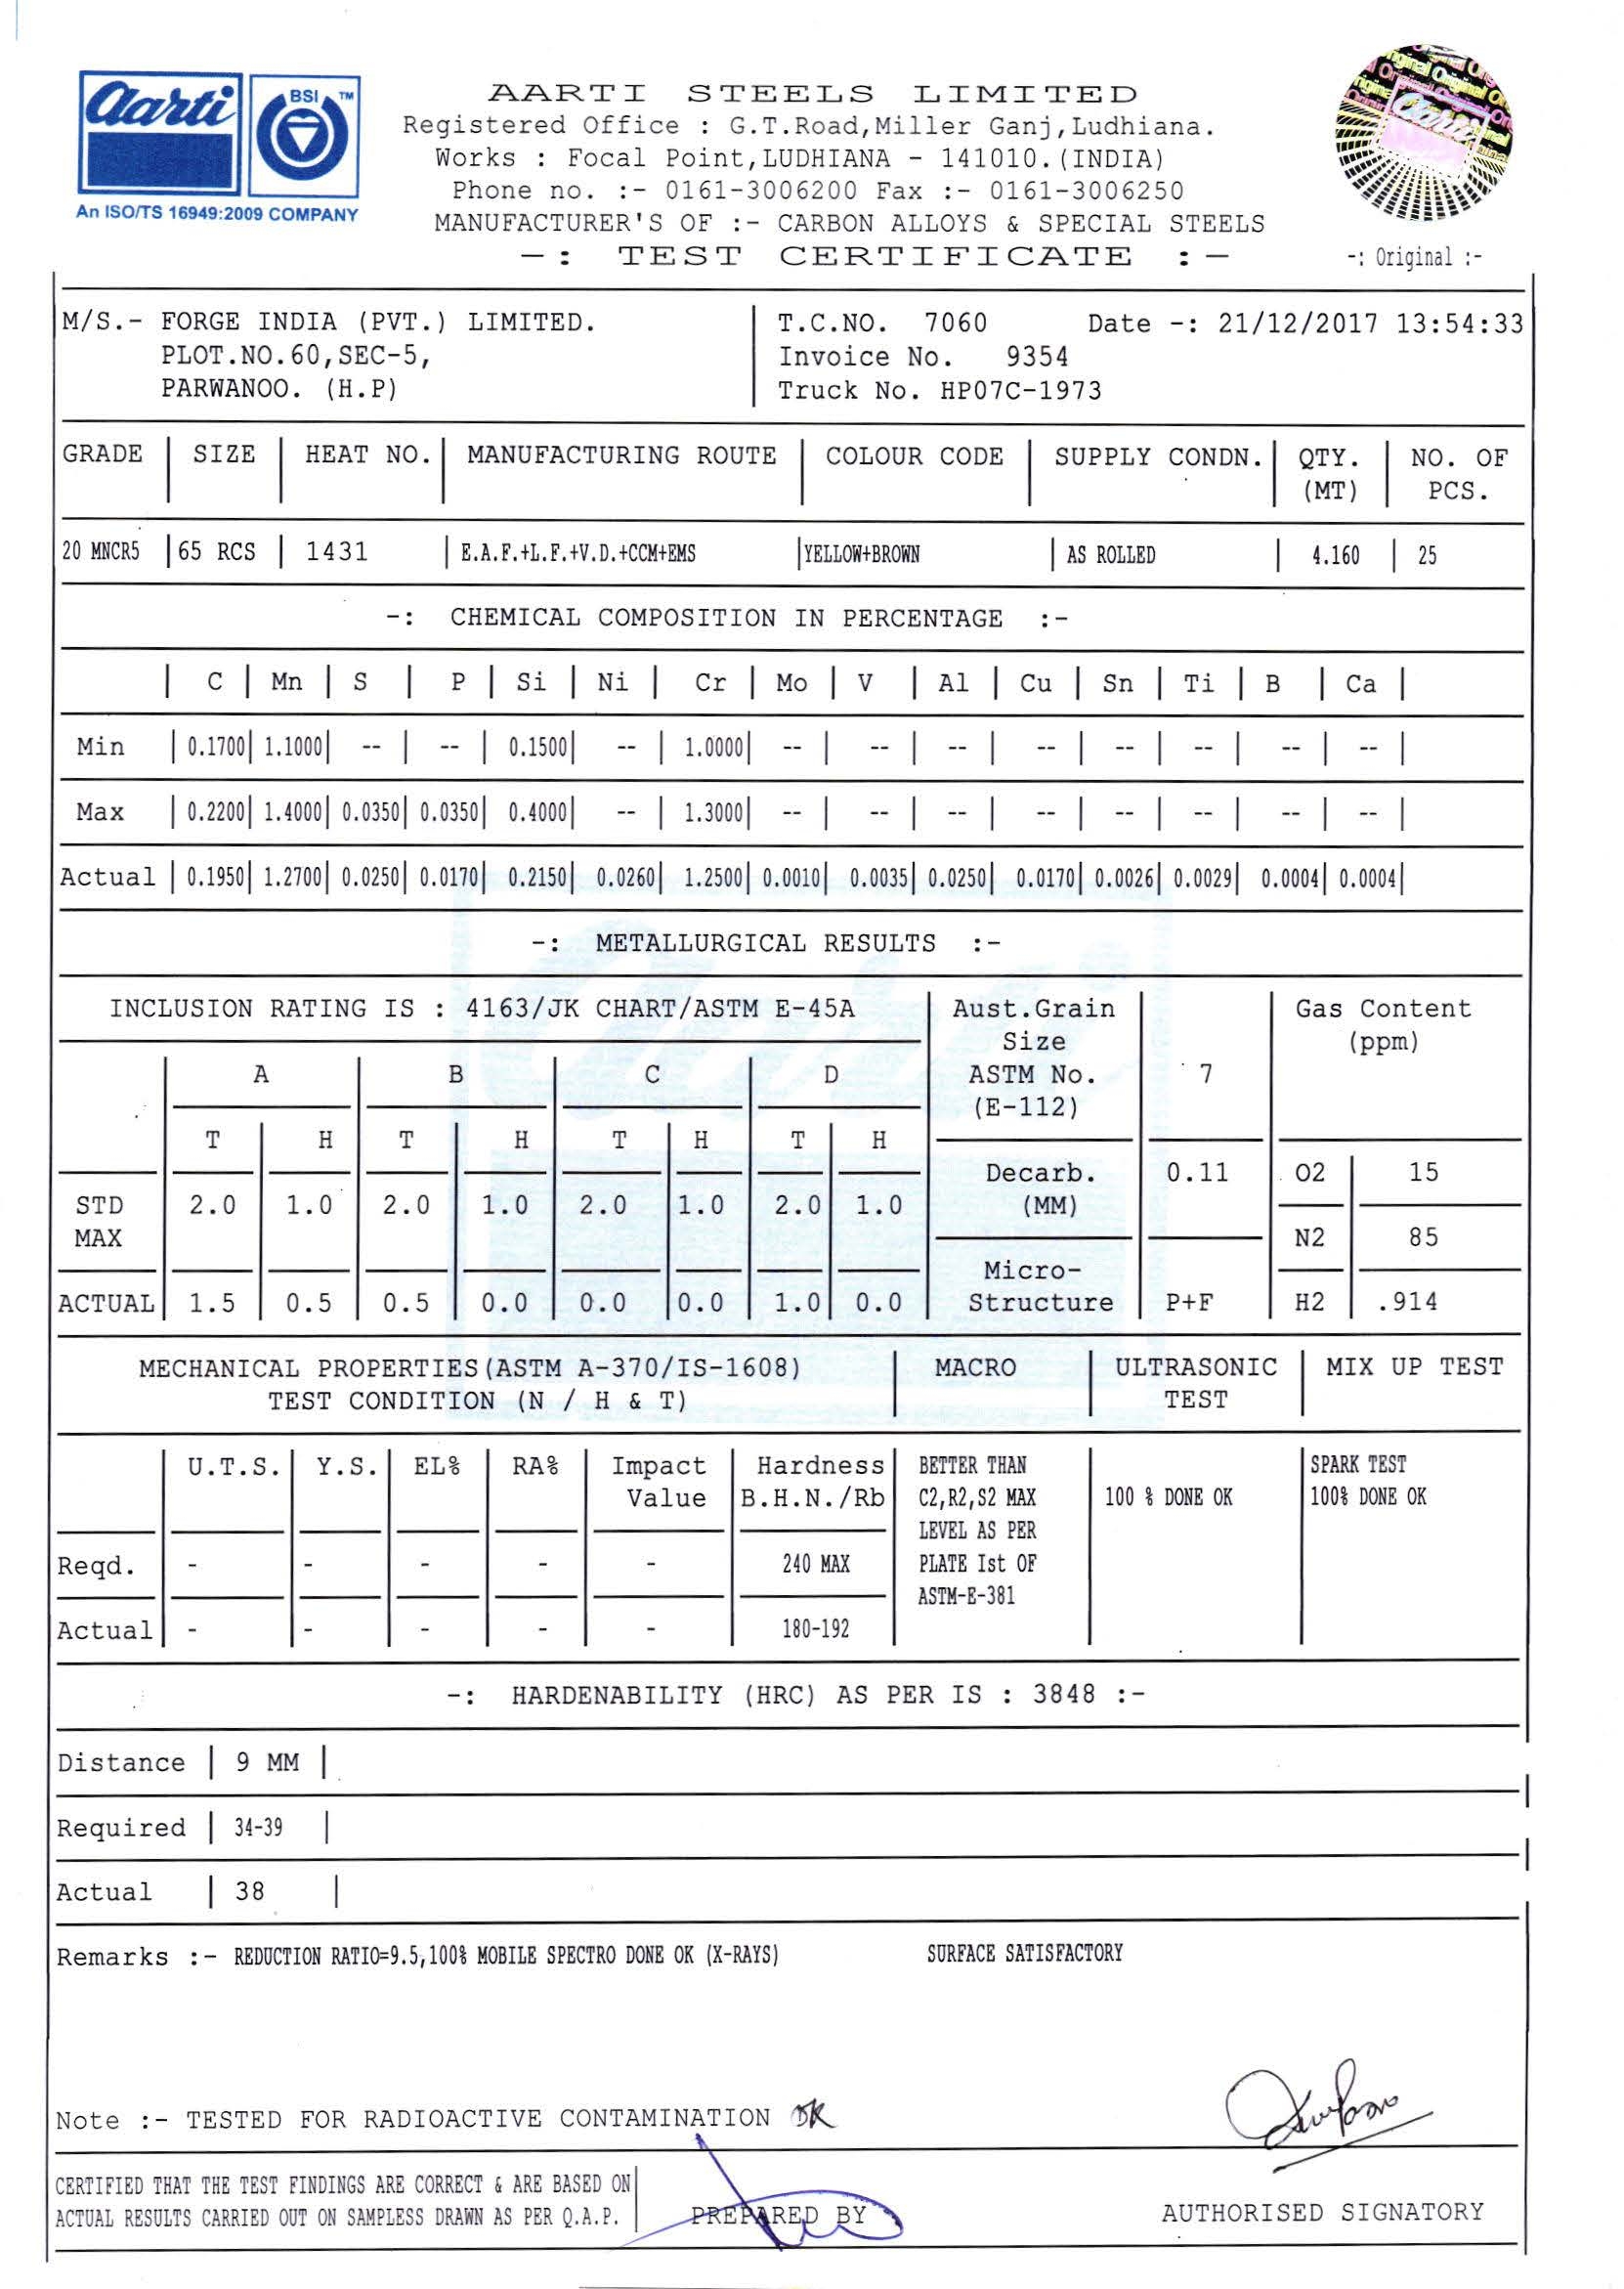 aarti
BSI ™
An ISO/TS 16949:2009 COMPANY
AARTI STEELS LIMITED
Registered Office : G.T.Road,Miller Ganj,Ludhiana.
Works : Focal Point,LUDHIANA - 141010.(INDIA)
Phone no. :- 0161-3006200 Fax :- 0161-3006250
MANUFACTURER'S OF :- CARBON ALLOYS & SPECIAL STEELS
-: TEST CERTIFICATE :-
-: Original :-
M/S.- FORGE INDIA (PVT.) LIMITED.
PLOT.NO.60,SEC-5,
PARWANOO. (H.P)
T.C.NO. 7060 Date -: 21/12/2017 13:54:33
Invoice No. 9354
Truck No. HP07C-1973
GRADE | SIZE | HEAT NO. | MANUFACTURING ROUTE | COLOUR CODE | SUPPLY CONDN. | QTY. (MT) | NO. OF PCS.
20 MNCR5 | 65 RCS | 1431 | E.A.F.+L.F.+V.D.+CCM+EMS | YELLOW+BROWN | AS ROLLED | 4.160 | 25
-: CHEMICAL COMPOSITION IN PERCENTAGE :-
| C | Mn | S | P | Si | Ni | Cr | Mo | V | Al | Cu | Sn | Ti | B | Ca |
Min | 0.1700| 1.1000| -- | -- | 0.1500| -- | 1.0000| -- | -- | -- | -- | -- | -- | -- | -- |
Max | 0.2200| 1.4000| 0.0350| 0.0350| 0.4000| -- | 1.3000| -- | -- | -- | -- | -- | -- | -- | -- |
Actual | 0.1950| 1.2700| 0.0250| 0.0170| 0.2150| 0.0260| 1.2500| 0.0010| 0.0035| 0.0250| 0.0170| 0.0026| 0.0029| 0.0004| 0.0004|
-: METALLURGICAL RESULTS :-
INCLUSION RATING IS : 4163/JK CHART/ASTM E-45A
A | B | C | D
T | H | T | H | T | H | T | H
STD MAX | 2.0 | 1.0 | 2.0 | 1.0 | 2.0 | 1.0 | 2.0 | 1.0
ACTUAL | 1.5 | 0.5 | 0.5 | 0.0 | 0.0 | 0.0 | 1.0 | 0.0
Aust.Grain Size ASTM No. (E-112) | 7
Decarb. (MM) | 0.11
Micro-Structure | P+F
Gas Content (ppm)
O2 | 15
N2 | 85
H2 | .914
MECHANICAL PROPERTIES(ASTM A-370/IS-1608)
TEST CONDITION (N / H & T)
MACRO | ULTRASONIC TEST | MIX UP TEST
U.T.S. | Y.S. | EL% | RA% | Impact Value | Hardness B.H.N./Rb
Reqd. | - | - | - | - | - | 240 MAX
Actual | - | - | - | - | - | 180-192
BETTER THAN
C2,R2,S2 MAX
LEVEL AS PER
PLATE Ist OF
ASTM-E-381
100 % DONE OK
SPARK TEST
100% DONE OK
-: HARDENABILITY (HRC) AS PER IS : 3848 :-
Distance | 9 MM |
Required | 34-39 |
Actual | 38 |
Remarks :- REDUCTION RATIO=9.5,100% MOBILE SPECTRO DONE OK (X-RAYS) SURFACE SATISFACTORY
Note :- TESTED FOR RADIOACTIVE CONTAMINATION OK
CERTIFIED THAT THE TEST FINDINGS ARE CORRECT & ARE BASED ON
ACTUAL RESULTS CARRIED OUT ON SAMPLESS DRAWN AS PER Q.A.P.
PREPARED BY
AUTHORISED SIGNATORY